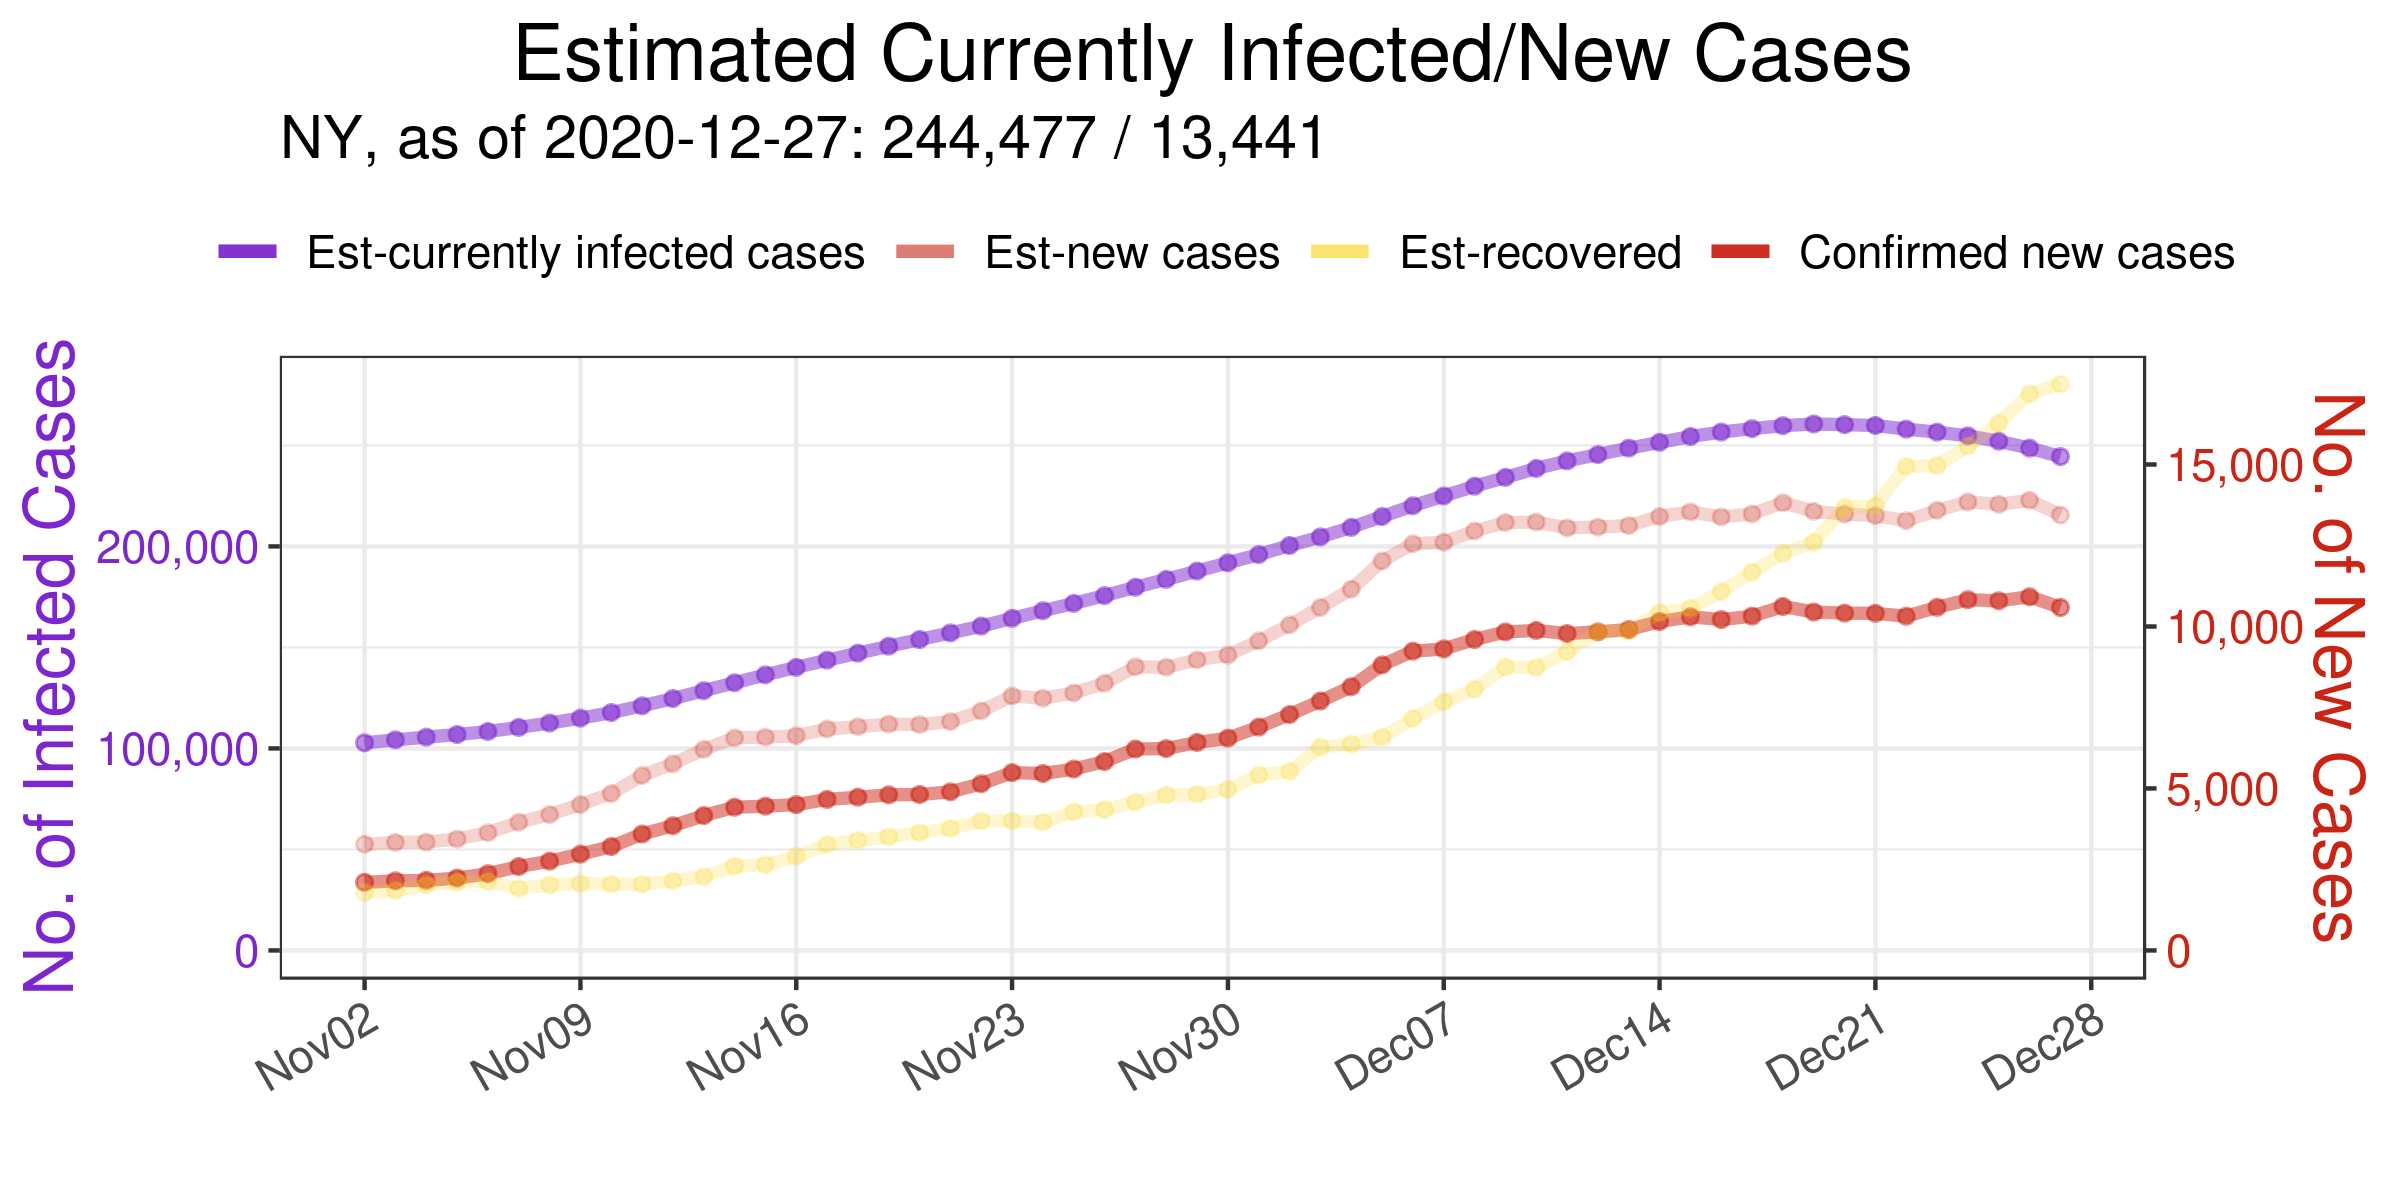 Estimated Currently Infected/New Cases
NY, as of 2020-12-27: 244,477 / 13,441
Est-currently infected cases Est-new cases Est-recovered Confirmed new cases
No. of Infected Cases
200,000
100,000
0
15,000
10,000
5,000
0
No. of New Cases
Nov02 Nov09 Nov16 Nov23 Nov30 Dec07 Dec14 Dec21 Dec28